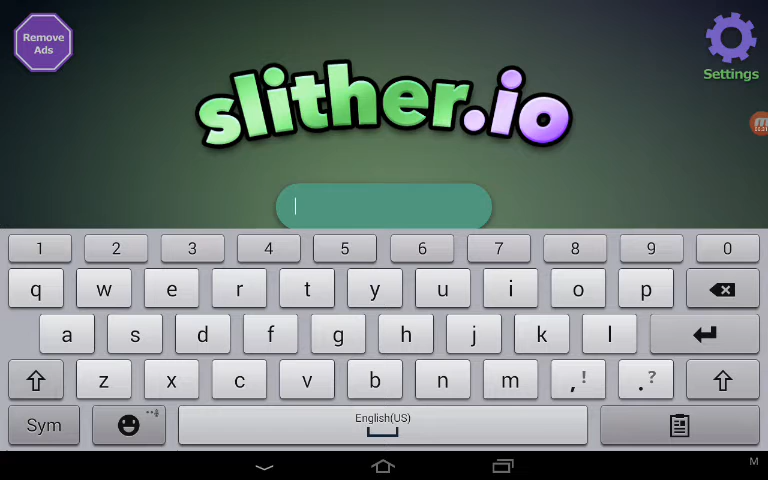 Remove
Ads
slither.io
Settings
1 2 3 4 5 6 7 8 9 0
q w e r t y u i o p
a s d f g h j k l
z x c v b n m ,! .?
Sym
English(US)
M